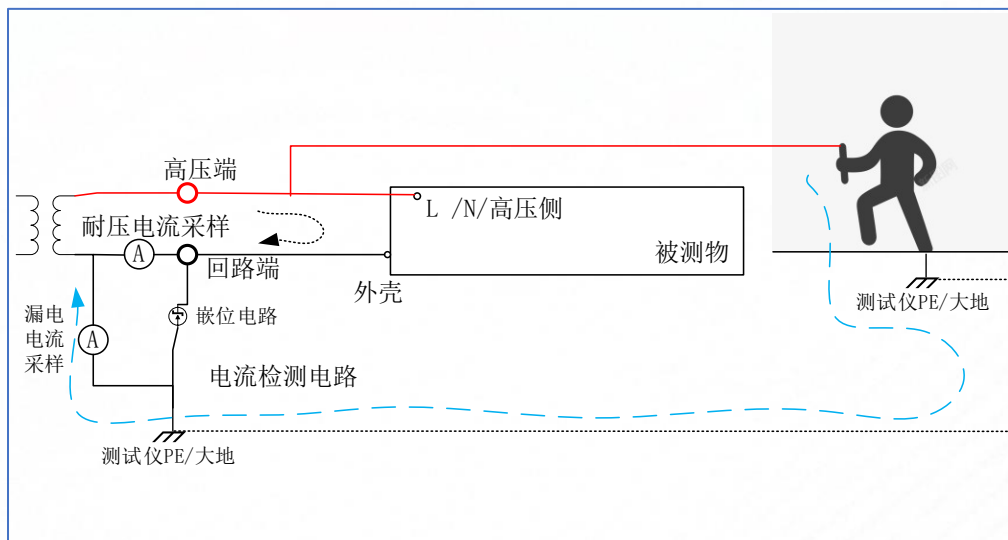 高压端
耐压电流采样
A
回路端
L /N/高压侧
被测物
外壳
嵌位电路
漏电
电流
采样
A
电流检测电路
测试仪PE/大地
测试仪PE/大地